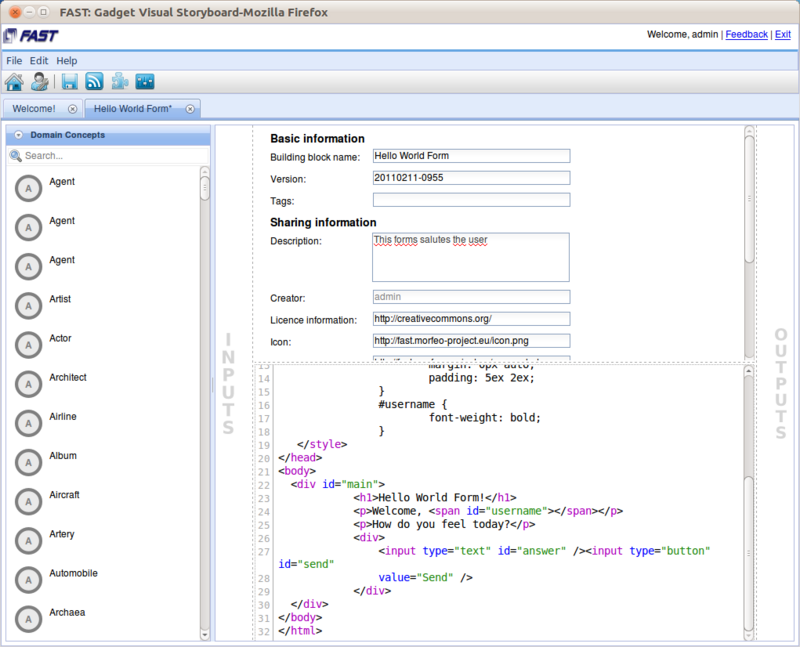 FAST: Gadget Visual Storyboard-Mozilla Firefox
FAST
Welcome, admin | Feedback | Exit
File Edit Help
Welcome! Hello World Form*
Domain Concepts
Search...
A Agent
A Agent
A Agent
A Artist
A Actor
A Architect
A Airline
A Album
A Aircraft
A Artery
A Automobile
A Archaea
INPUTS
Basic information
Building block name: Hello World Form
Version: 20110211-0955
Tags:
Sharing information
Description: This forms salutes the user
Creator: admin
Licence information: http://creativecommons.org/
Icon: http://fast.morfeo-project.eu/icon.png
13 margin: 0px auto;
14 padding: 5ex 2ex;
15 }
16 #username {
17 font-weight: bold;
18 }
19 </style>
20 </head>
21 <body>
22 <div id="main">
23 <h1>Hello World Form!</h1>
24 <p>Welcome, <span id="username"></span></p>
25 <p>How do you feel today?</p>
26 <div>
27 <input type="text" id="answer" /><input type="button"
id="send"
28 value="Send" />
29 </div>
30 </div>
31 </body>
32 </html>
OUTPUTS